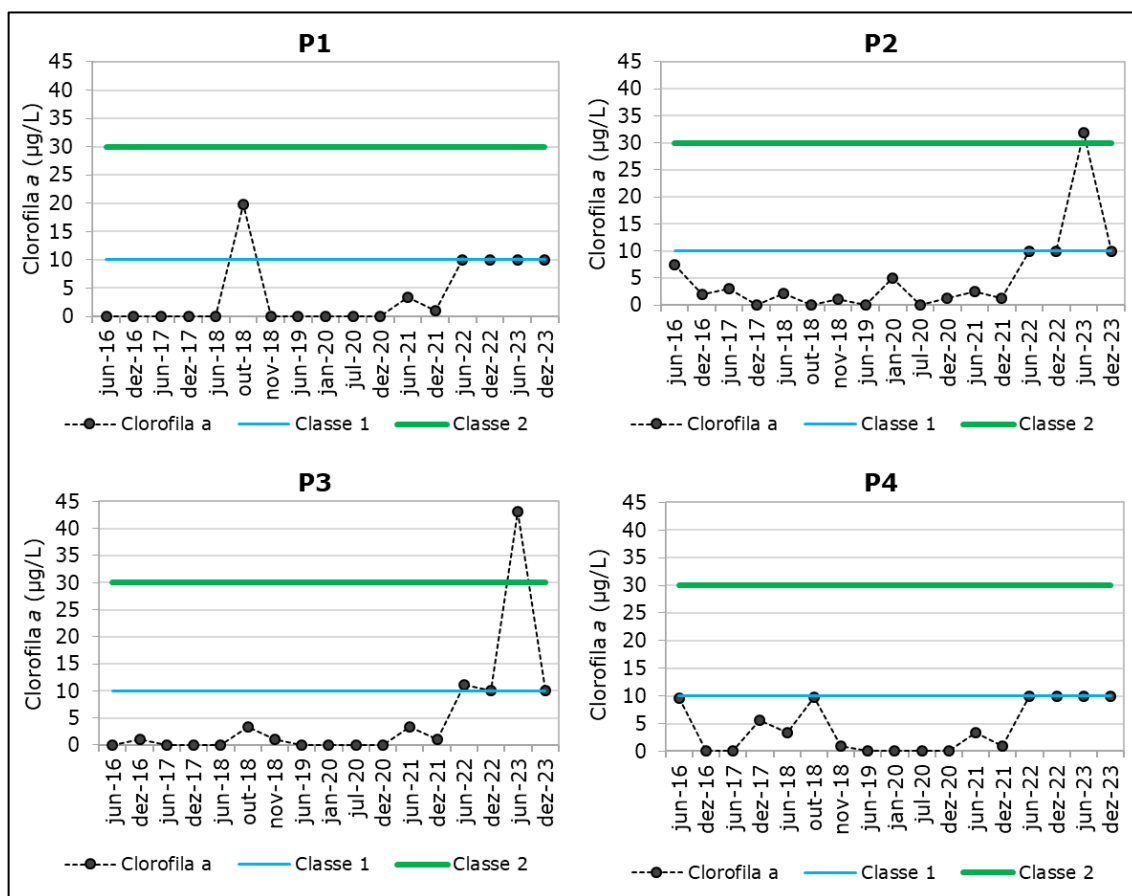 P1
Clorofila a (µg/L)
45
40
35
30
25
20
15
10
5
0
jun-16
dez-16
jun-17
dez-17
jun-18
out-18
nov-18
jun-19
jan-20
jul-20
dez-20
jun-21
dez-21
jun-22
dez-22
jun-23
dez-23
Clorofila a Classe 1 Classe 2
P2
Clorofila a (µg/L)
45
40
35
30
25
20
15
10
5
0
jun-16
dez-16
jun-17
dez-17
jun-18
out-18
nov-18
jun-19
jan-20
jul-20
dez-20
jun-21
dez-21
jun-22
dez-22
jun-23
dez-23
Clorofila a Classe 1 Classe 2
P3
Clorofila a (µg/L)
45
40
35
30
25
20
15
10
5
0
jun-16
dez-16
jun-17
dez-17
jun-18
out-18
nov-18
jun-19
jan-20
jul-20
dez-20
jun-21
dez-21
jun-22
dez-22
jun-23
dez-23
Clorofila a Classe 1 Classe 2
P4
Clorofila a (µg/L)
45
40
35
30
25
20
15
10
5
0
jun-16
dez-16
jun-17
dez-17
jun-18
out-18
nov-18
jun-19
jan-20
jul-20
dez-20
jun-21
dez-21
jun-22
dez-22
jun-23
dez-23
Clorofila a Classe 1 Classe 2